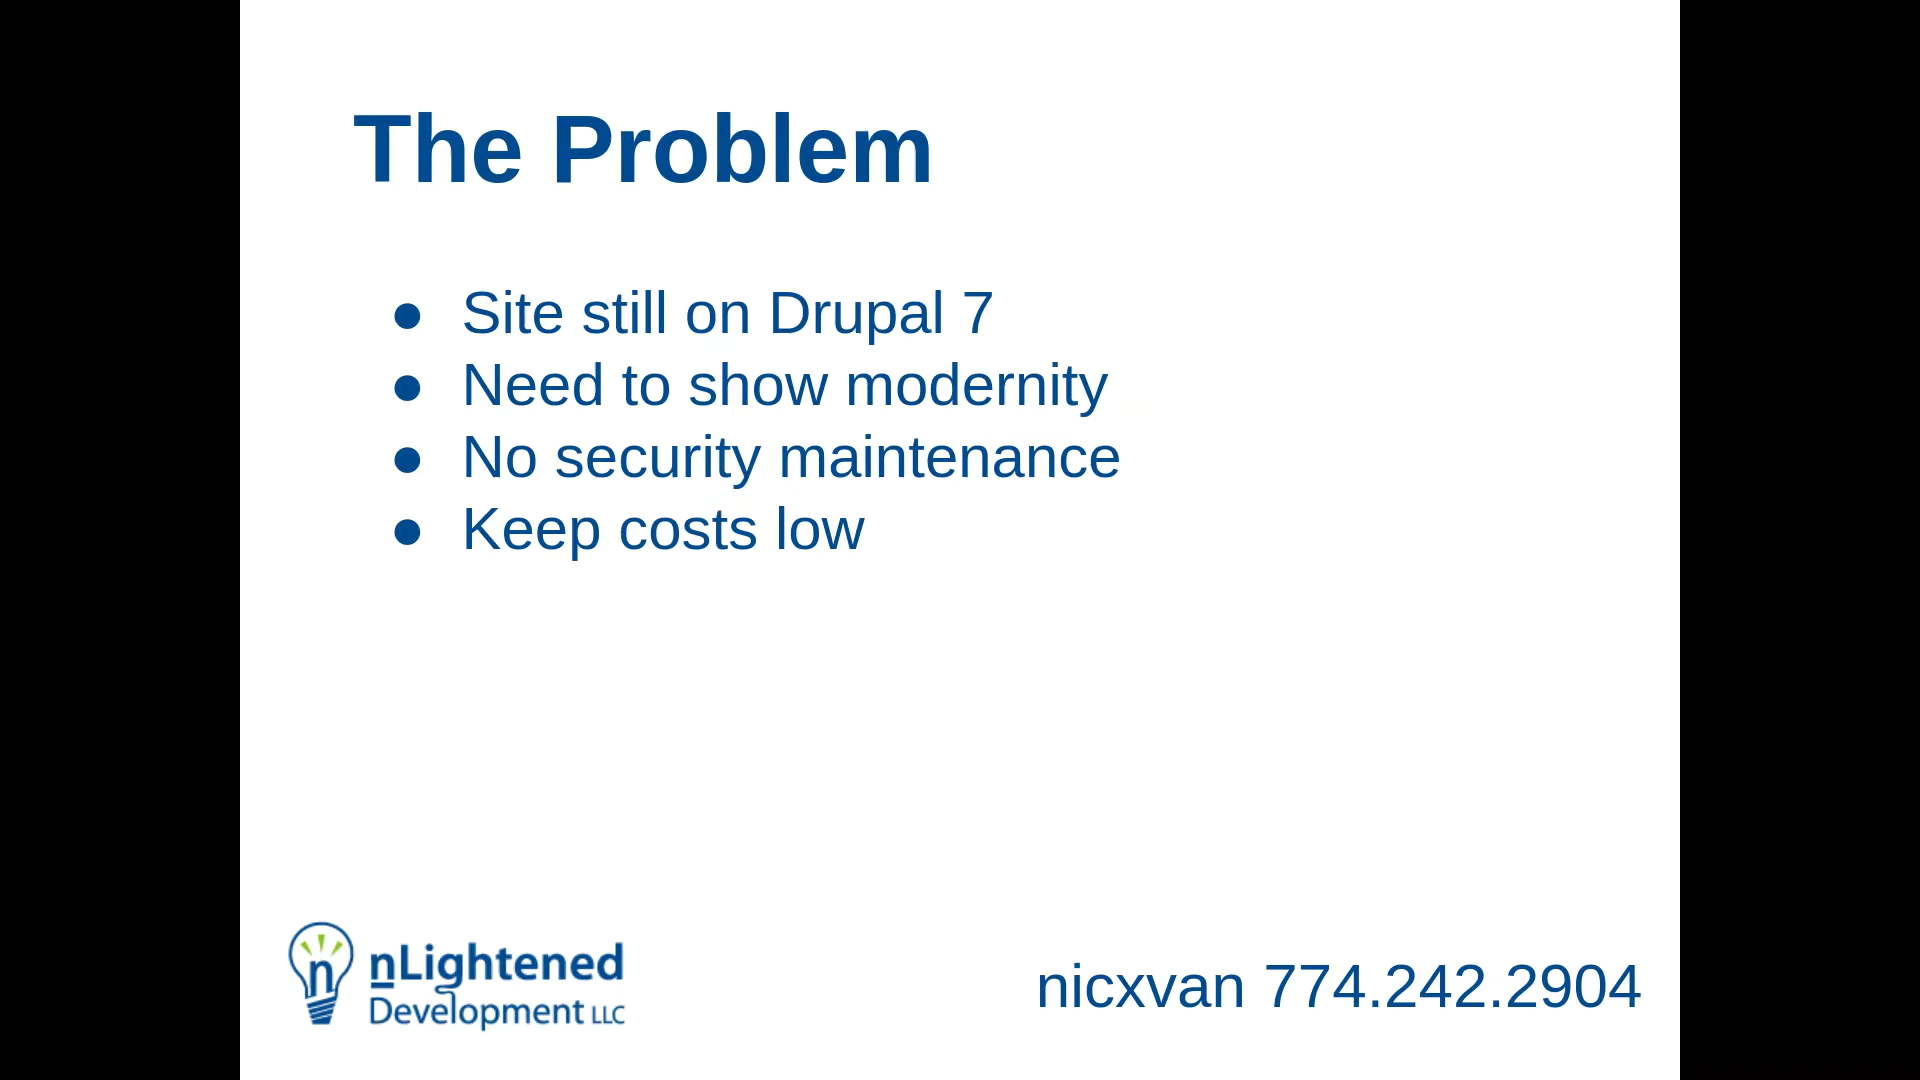 The Problem
● Site still on Drupal 7
● Need to show modernity
● No security maintenance
● Keep costs low
n
nLightened
Development LLC
nicxvan 774.242.2904